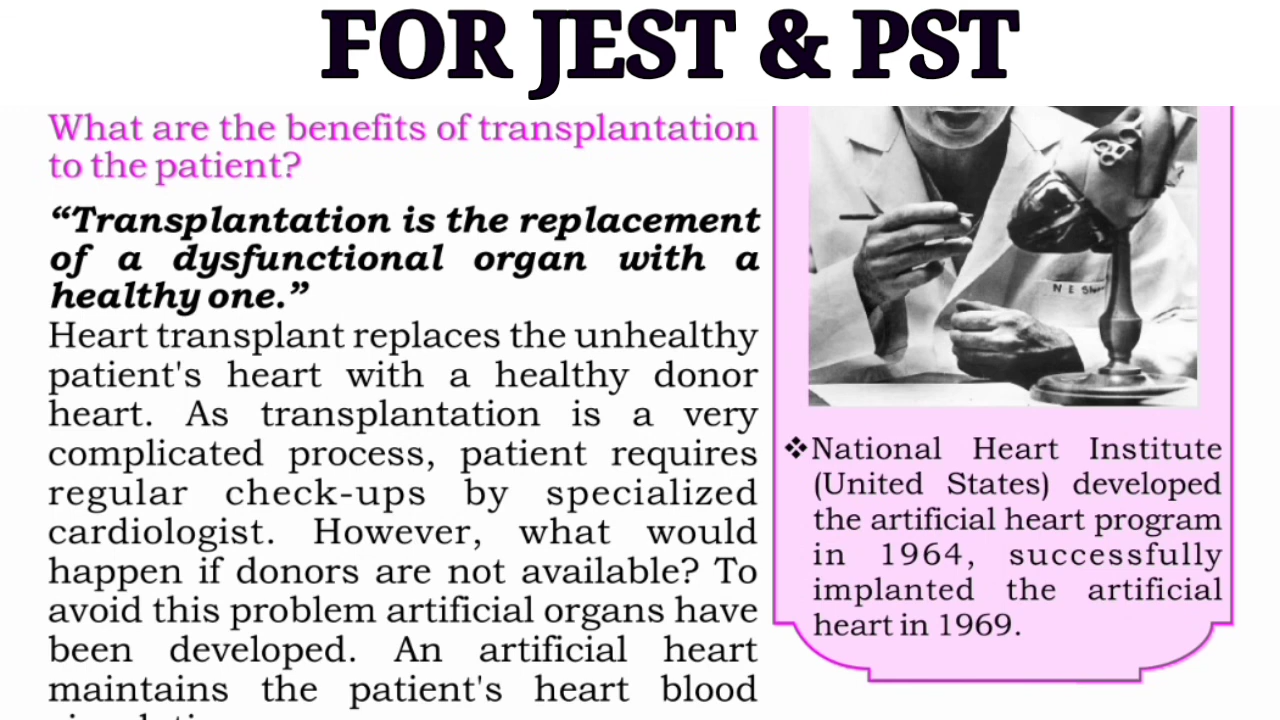 FOR JEST & PST
What are the benefits of transplantation
to the patient?
“Transplantation is the replacement
of a dysfunctional organ with a
healthy one.”
Heart transplant replaces the unhealthy
patient's heart with a healthy donor
heart. As transplantation is a very
complicated process, patient requires
regular check-ups by specialized
cardiologist. However, what would
happen if donors are not available? To
avoid this problem artificial organs have
been developed. An artificial heart
maintains the patient's heart blood
❖National Heart Institute
(United States) developed
the artificial heart program
in 1964, successfully
implanted the artificial
heart in 1969.